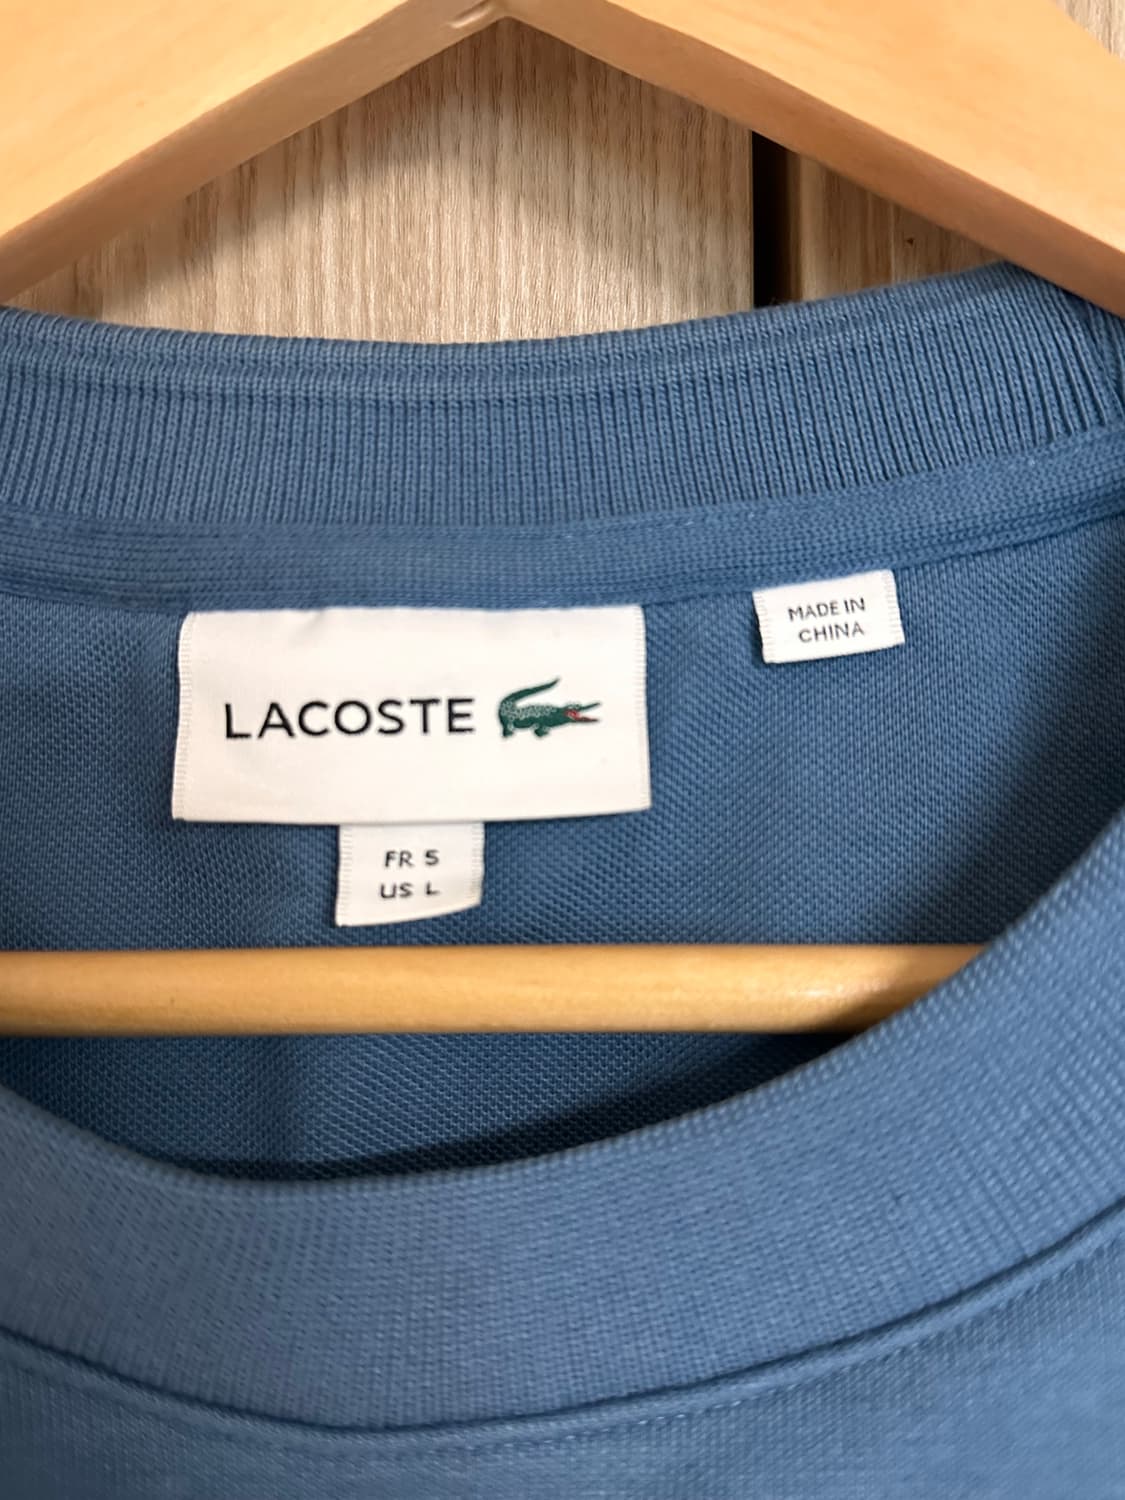 LACOSTE
MADE IN
CHINA
FR 5
US L